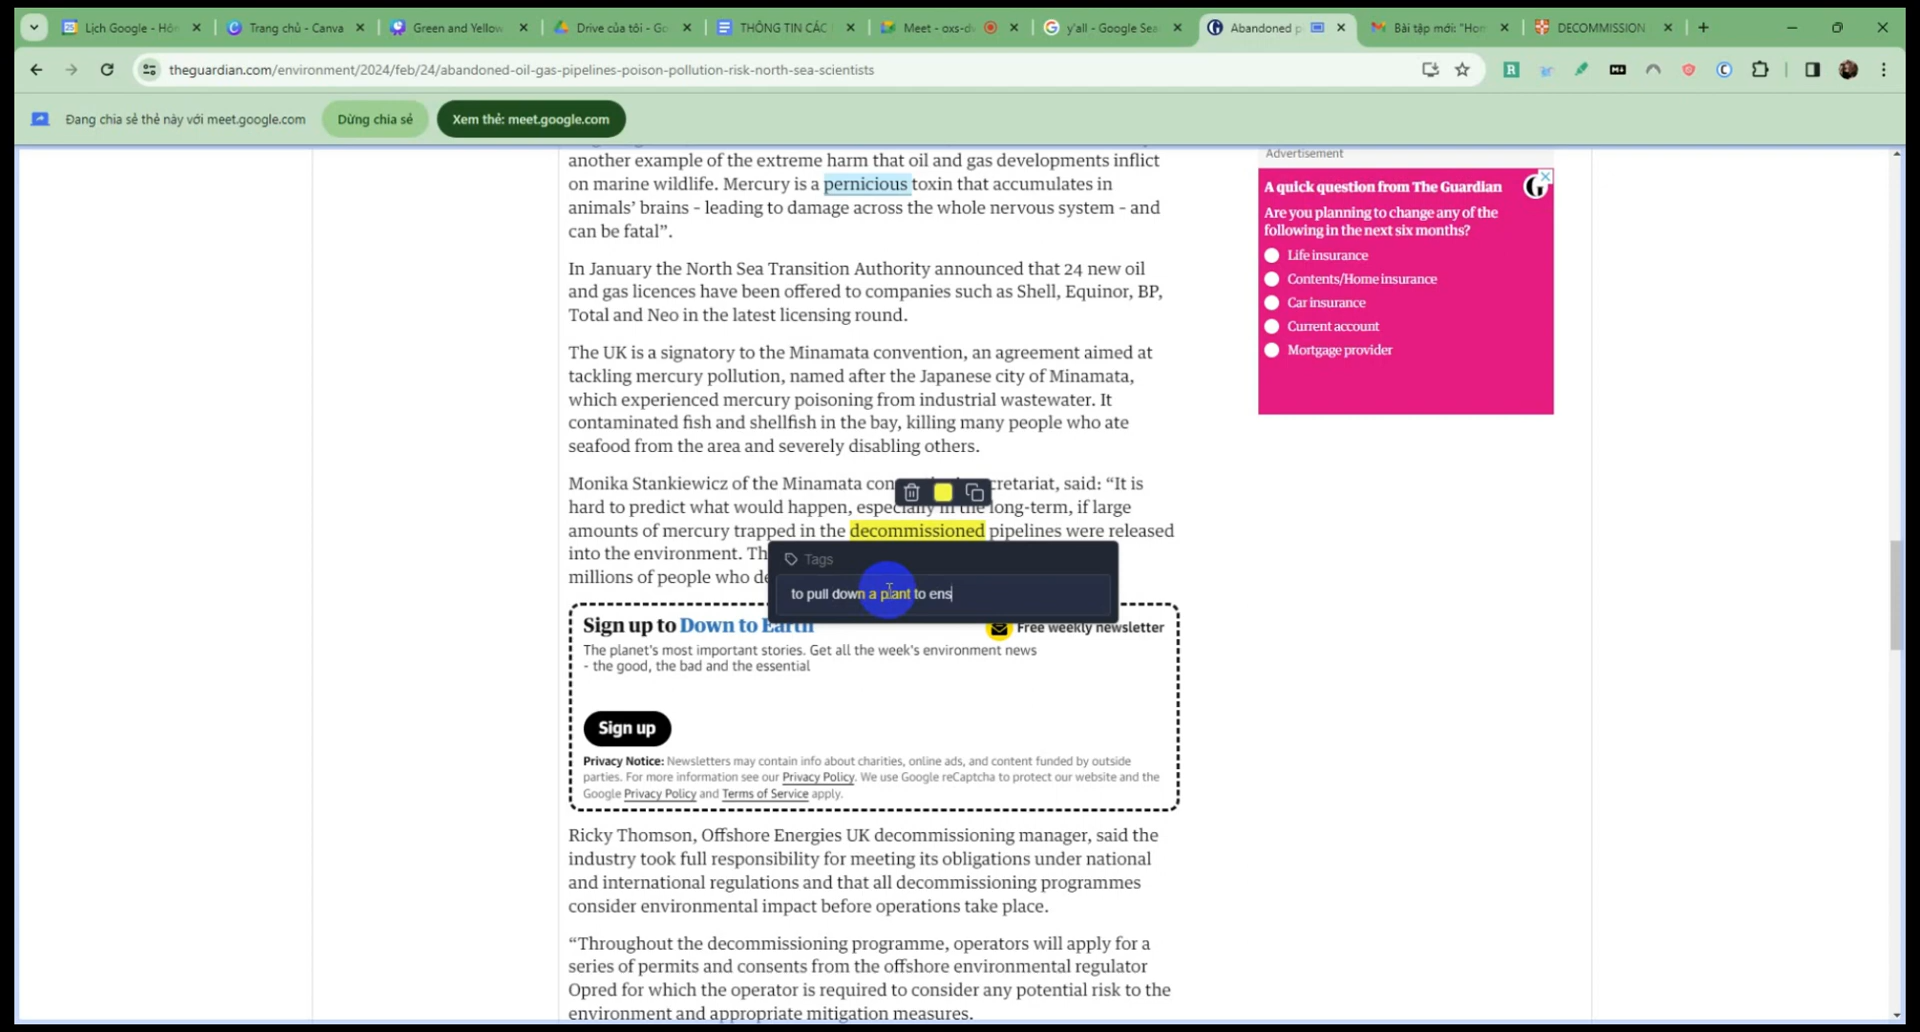 Lịch Google - Hồn
Trang chủ - Canva
Green and Yellow
Drive của tôi - Go
THÔNG TIN CÁC
Meet - oxs-dv
y'all - Google Sea
Abandoned p
Bài tập mới: "Hom
DECOMMISSION
theguardian.com/environment/2024/feb/24/abandoned-oil-gas-pipelines-poison-pollution-risk-north-sea-scientists
Đang chia sẻ thẻ này với meet.google.com
Dừng chia sẻ
Xem thẻ: meet.google.com
another example of the extreme harm that oil and gas developments inflict
on marine wildlife. Mercury is a pernicious toxin that accumulates in
animals' brains - leading to damage across the whole nervous system - and
can be fatal”.
In January the North Sea Transition Authority announced that 24 new oil
and gas licences have been offered to companies such as Shell, Equinor, BP,
Total and Neo in the latest licensing round.
The UK is a signatory to the Minamata convention, an agreement aimed at
tackling mercury pollution, named after the Japanese city of Minamata,
which experienced mercury poisoning from industrial wastewater. It
contaminated fish and shellfish in the bay, killing many people who ate
seafood from the area and severely disabling others.
Monika Stankiewicz of the Minamata con cretariat, said: “It is
hard to predict what would happen, especially in the long-term, if large
amounts of mercury trapped in the decommissioned pipelines were released
into the environment. Th
millions of people who de
Tags
to pull down a plant to ens
Sign up to Down to Earth
Free weekly newsletter
The planet's most important stories. Get all the week's environment news
- the good, the bad and the essential
Sign up
Privacy Notice: Newsletters may contain info about charities, online ads, and content funded by outside
parties. For more information see our Privacy Policy. We use Google reCaptcha to protect our website and the
Google Privacy Policy and Terms of Service apply.
Ricky Thomson, Offshore Energies UK decommissioning manager, said the
industry took full responsibility for meeting its obligations under national
and international regulations and that all decommissioning programmes
consider environmental impact before operations take place.
“Throughout the decommissioning programme, operators will apply for a
series of permits and consents from the offshore environmental regulator
Opred for which the operator is required to consider any potential risk to the
environment and appropriate mitigation measures.
Advertisement
A quick question from The Guardian
Are you planning to change any of the
following in the next six months?
Life insurance
Contents/Home insurance
Car insurance
Current account
Mortgage provider